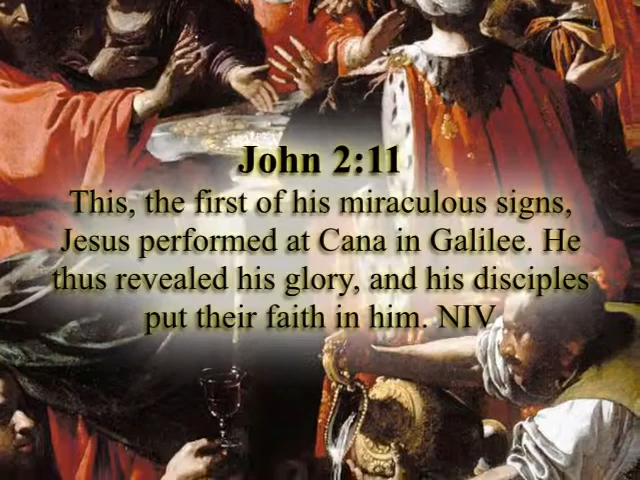 John 2:11
This, the first of his miraculous signs,
Jesus performed at Cana in Galilee. He
thus revealed his glory, and his disciples
put their faith in him. NIV